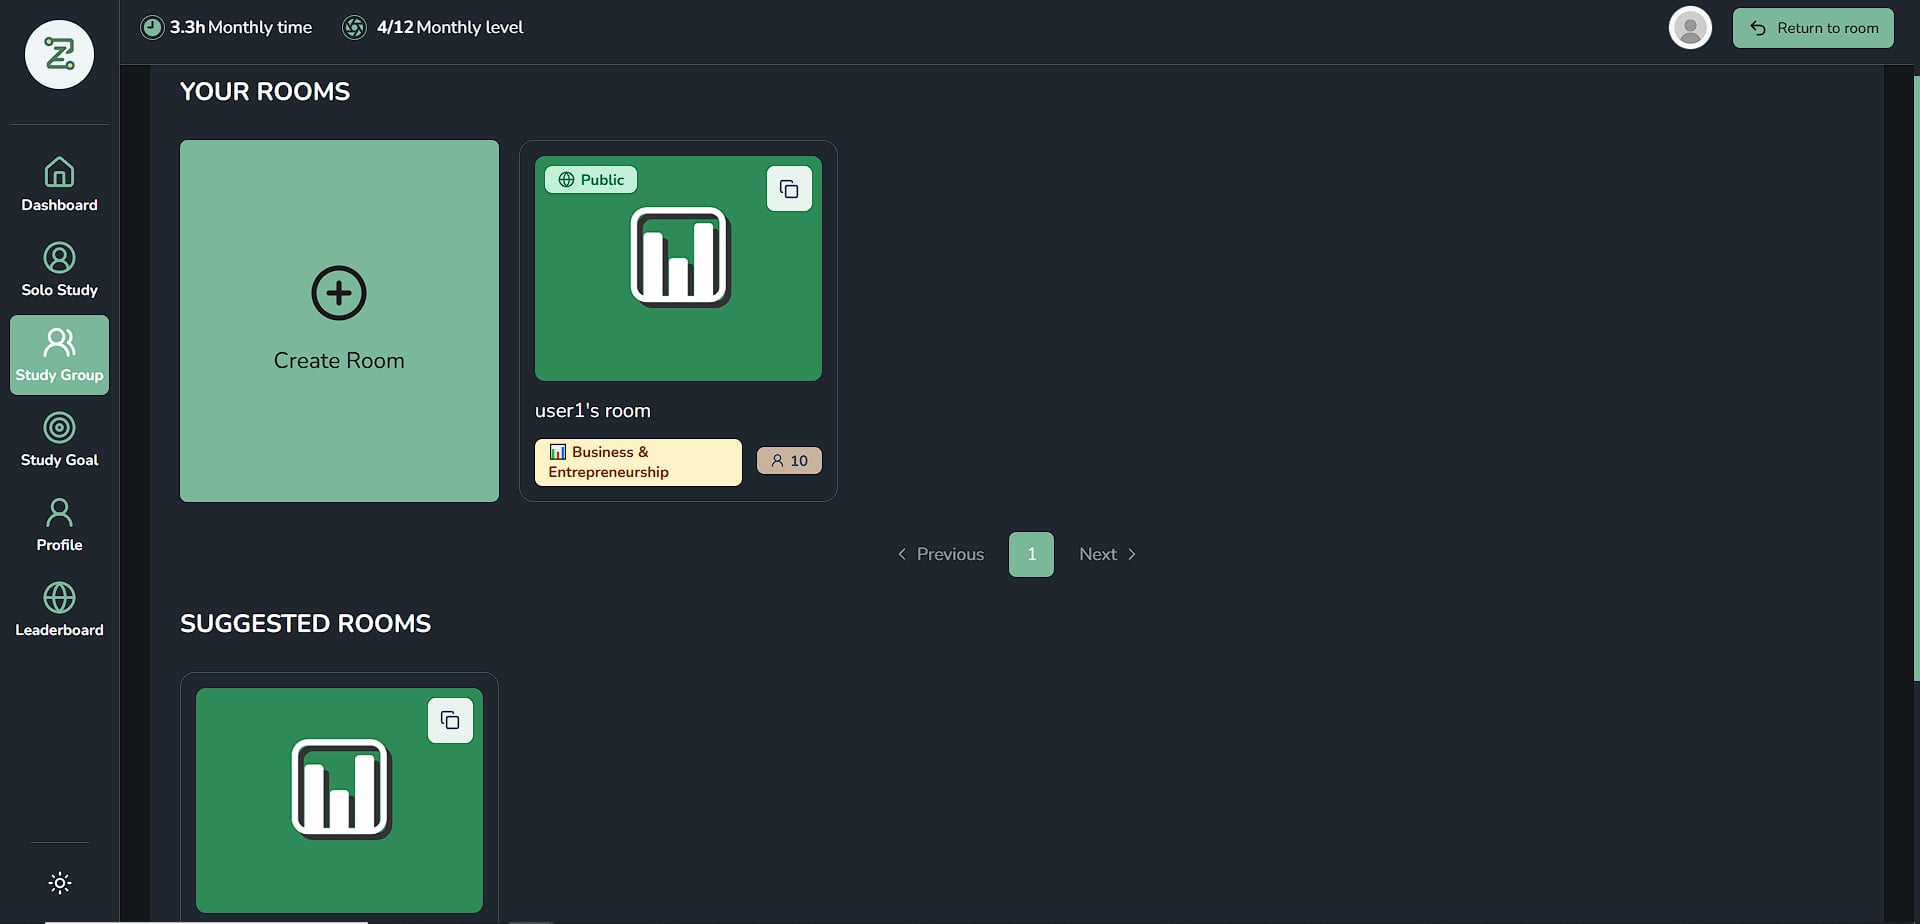 3.3h Monthly time
4/12 Monthly level
Return to room
Dashboard
Solo Study
Study Group
Study Goal
Profile
Leaderboard
YOUR ROOMS
Create Room
Public
user1's room
Business &
Entrepreneurship
10
Previous
1
Next
SUGGESTED ROOMS